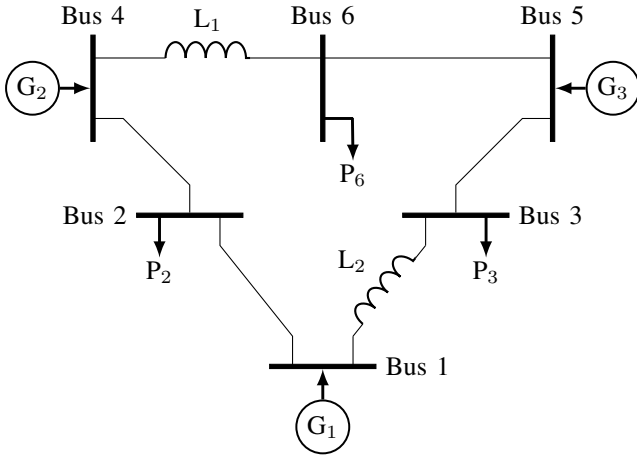 Bus 4
L₁
Bus 6
Bus 5
G₂
G₃
P₆
Bus 2
Bus 3
P₂
L₂
P₃
Bus 1
G₁